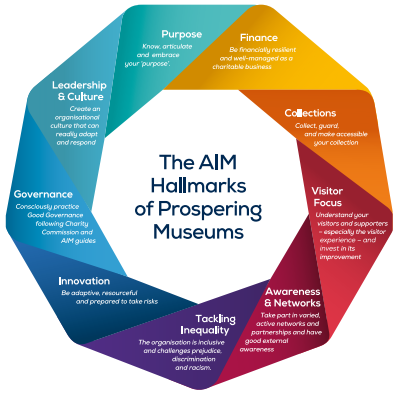 The AIM
Hallmarks
of Prospering
Museums
Purpose
Know, articulate
and embrace
your ‘purpose’.
Finance
Be financially resilient
and well-managed as a
charitable business
Collections
Collect, guard,
and make accessible
your collection
Visitor
Focus
Understand your
visitors and supporters
– especially the visitor
experience – and
invest in its
improvement
Awareness
& Networks
Take part in varied,
active networks and
partnerships and have
good external
awareness
Tackling
Inequality
The organisation is inclusive
and challenges prejudice,
discrimination
and racism.
Innovation
Be adaptive, resourceful
and prepared to take risks
Governance
Consciously practice
Good Governance
following Charity
Commission and
AIM guides
Leadership
& Culture
Create an
organisational
culture that can
readily adapt
and respond